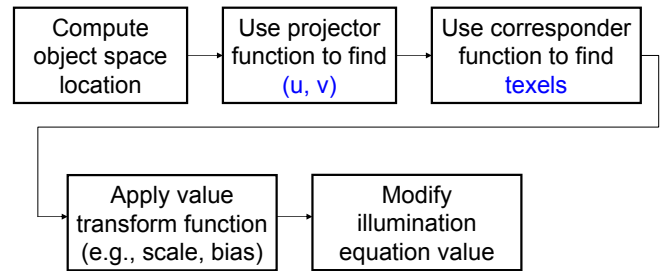 Compute
object space
location
Use projector
function to find
(u, v)
Use corresponder
function to find
texels
Apply value
transform function
(e.g., scale, bias)
Modify
illumination
equation value